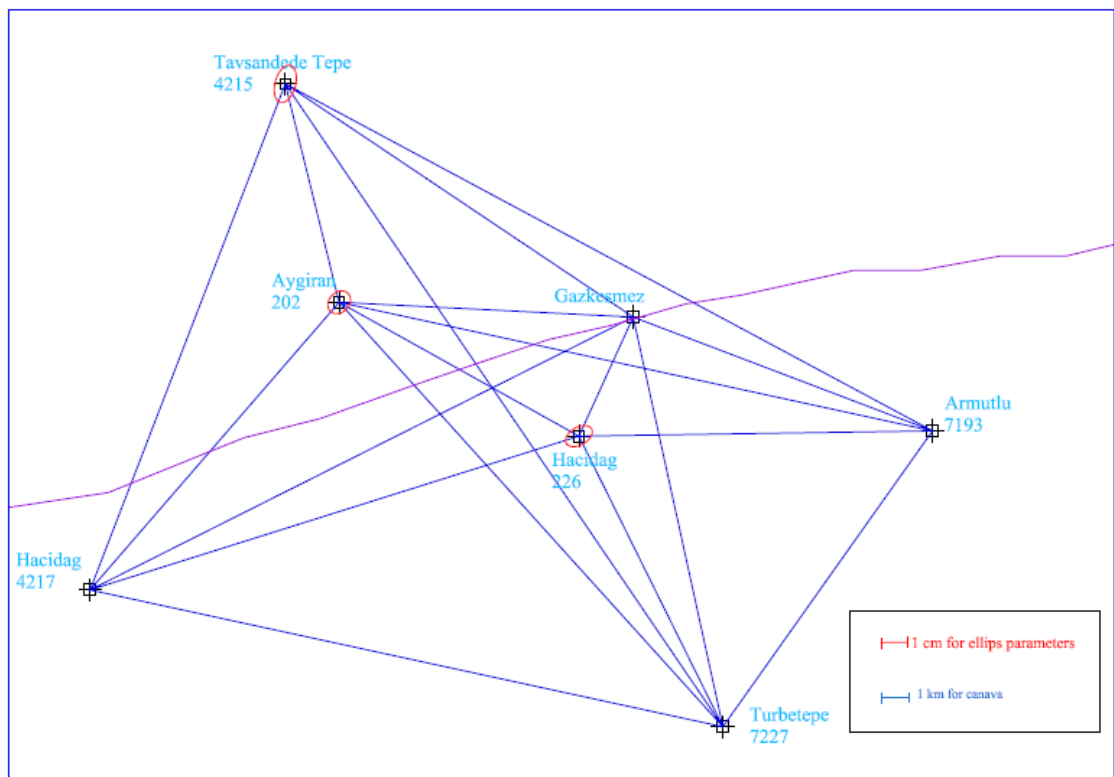 Tavsandede Tepe
4215
Aygiran
202
Gazkesmez
Armutlu
7193
Hacidag
226
Hacidag
4217
1 cm for ellips parameters
1 km for canava
Turbetepe
7227